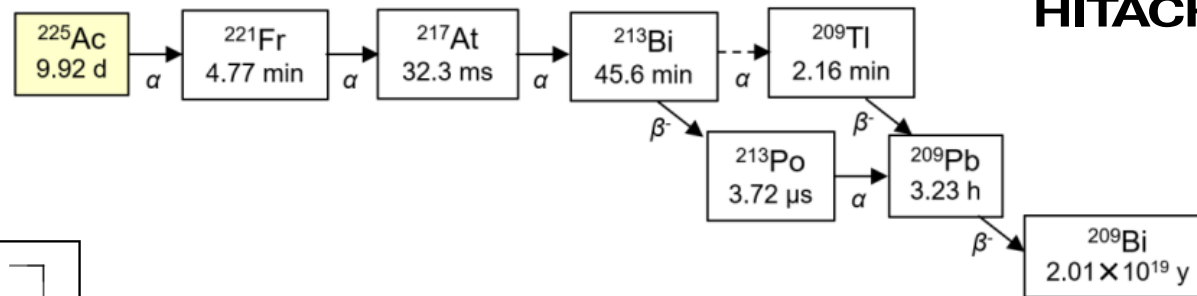 HITACH
²²⁵Ac
9.92 d
α
²²¹Fr
4.77 min
α
²¹⁷At
32.3 ms
α
²¹³Bi
45.6 min
α
²⁰⁹Tl
2.16 min
β⁻
β⁻
²¹³Po
3.72 µs
α
²⁰⁹Pb
3.23 h
β⁻
²⁰⁹Bi
2.01×10¹⁹ y